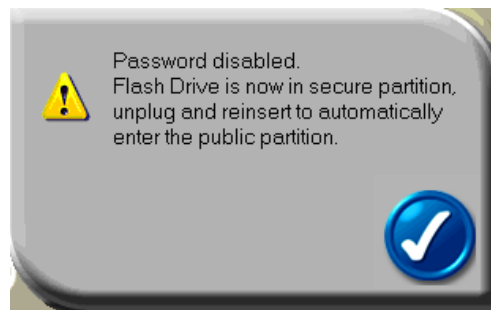 Password disabled.
Flash Drive is now in secure partition,
unplug and reinsert to automatically
enter the public partition.